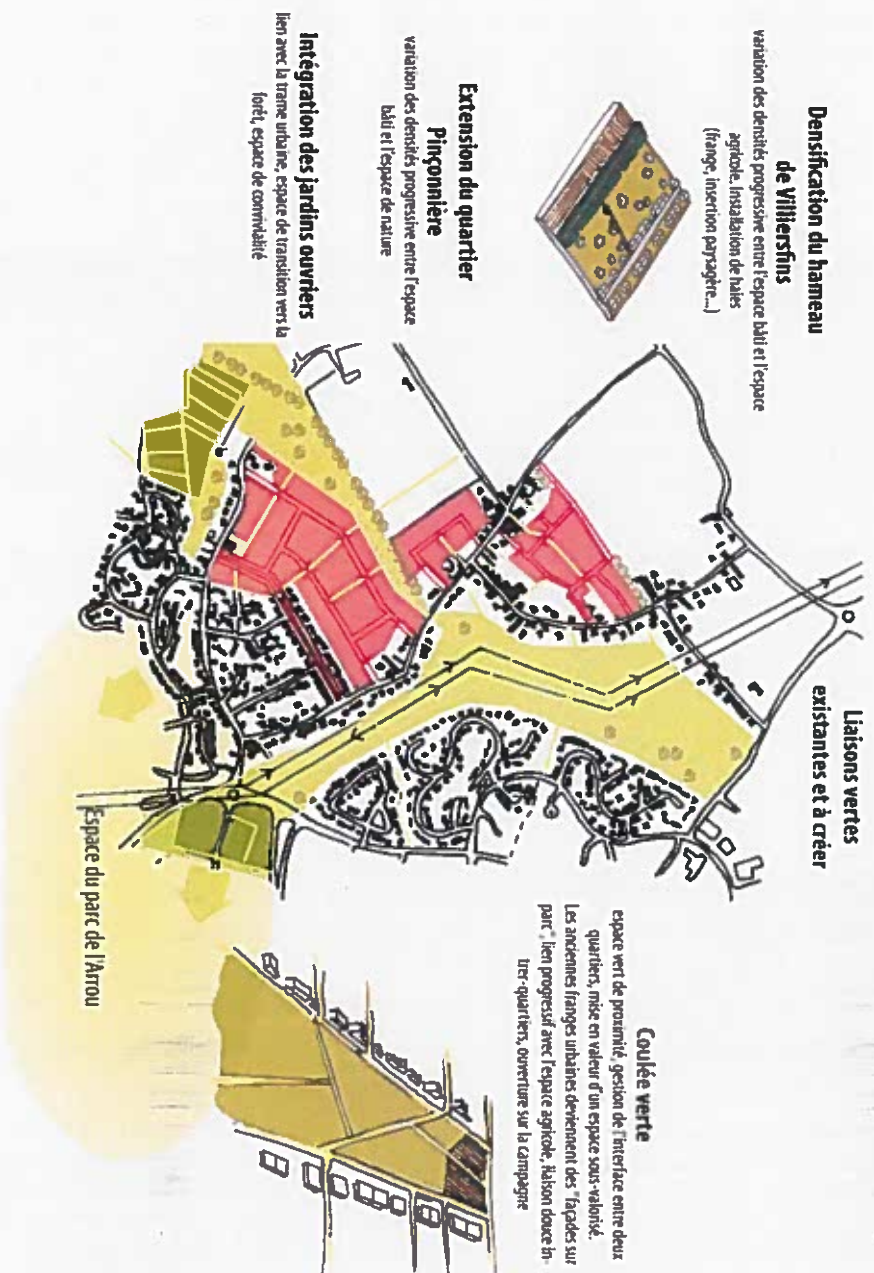 Densification du hameau
de Villiersfins
variation des densités progressive entre l'espace bâti et l'espace
agricole. Installation de haies
(frange, insertion paysagère...)
Extension du quartier
Pinçonnière
variation des densités progressive entre l'espace
bâti et l'espace de nature
Intégration des jardins ouvriers
lien avec la trame urbaine, espace de transition vers la
forêt, espace de convivialité
Liaisons vertes
existantes et à créer
Coulée verte
espace vert de proximité, gestion de l'interface entre deux
quartiers, mise en valeur d'un espace sous-valorisé.
Les anciennes franges urbaines deviennent des "façades sur
parc", lien progressif avec l'espace agricole, liaison douce in-
trer-quartiers, ouverture sur la campagne
Espace du parc de l'Arrou